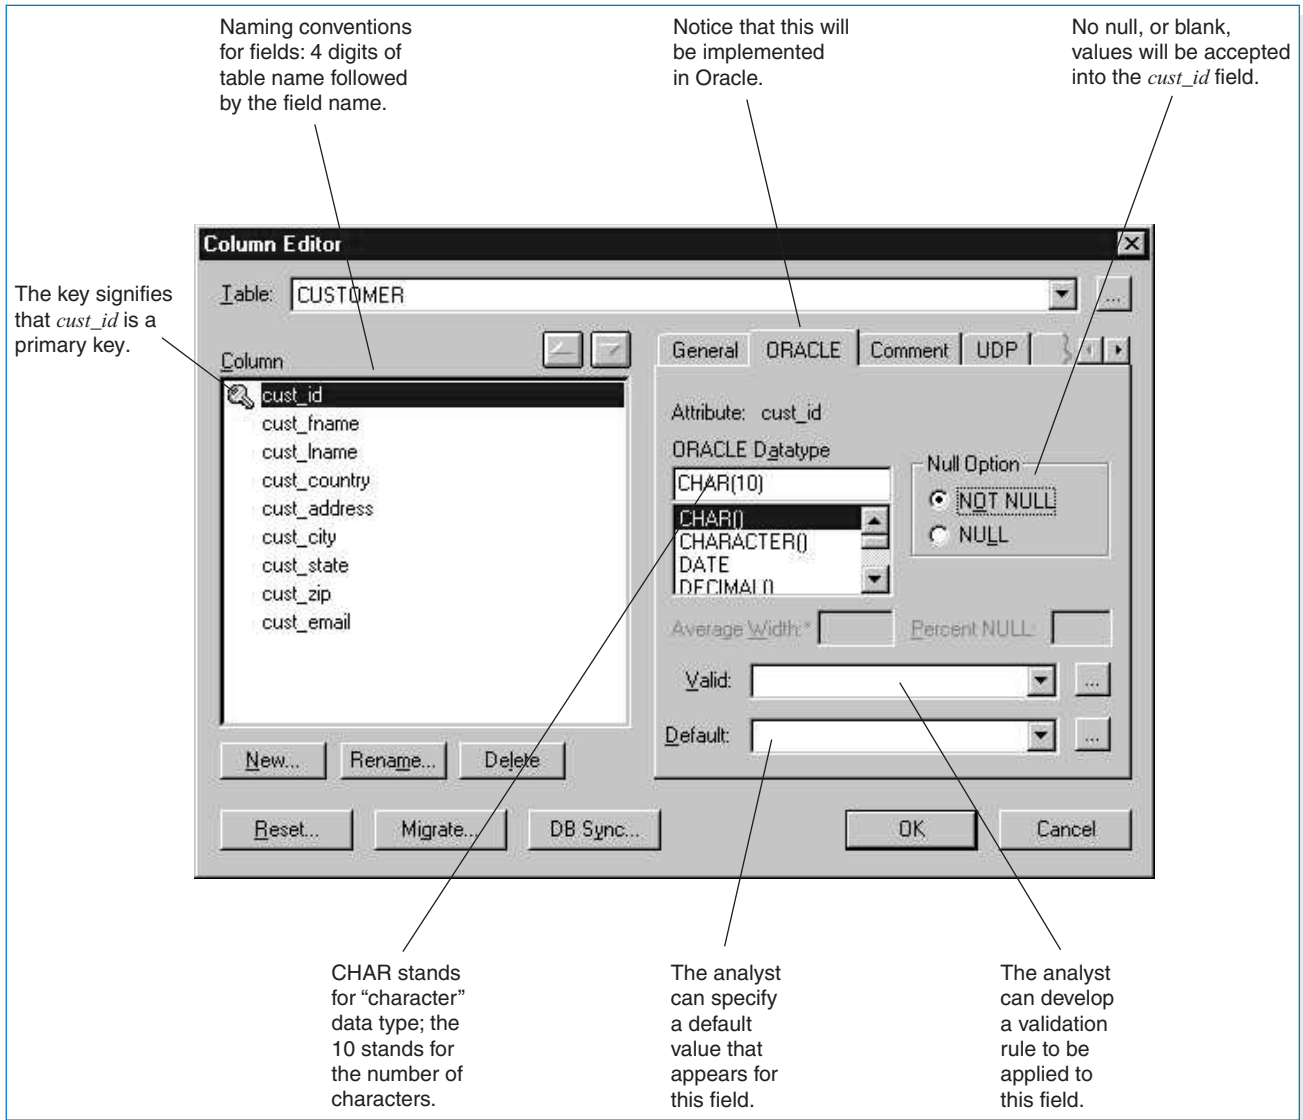 Naming conventions
for fields: 4 digits of
table name followed
by the field name.
Notice that this will
be implemented
in Oracle.
No null, or blank,
values will be accepted
into the cust_id field.
The key signifies
that cust_id is a
primary key.
Column Editor
Table: CUSTOMER
...
Column
cust_id
cust_fname
cust_lname
cust_country
cust_address
cust_city
cust_state
cust_zip
cust_email
New...
Rename...
Delete
General
ORACLE
Comment
UDP
Attribute: cust_id
ORACLE Datatype
CHAR(10)
CHAR()
CHARACTER()
DATE
DECIMAL()
Null Option
NOT NULL
NULL
Average Width:*
Percent NULL:
Valid:
...
Default:
...
Reset...
Migrate...
DB Sync...
OK
Cancel
CHAR stands
for “character”
data type; the
10 stands for
the number of
characters.
The analyst
can specify
a default
value that
appears for
this field.
The analyst
can develop
a validation
rule to be
applied to
this field.